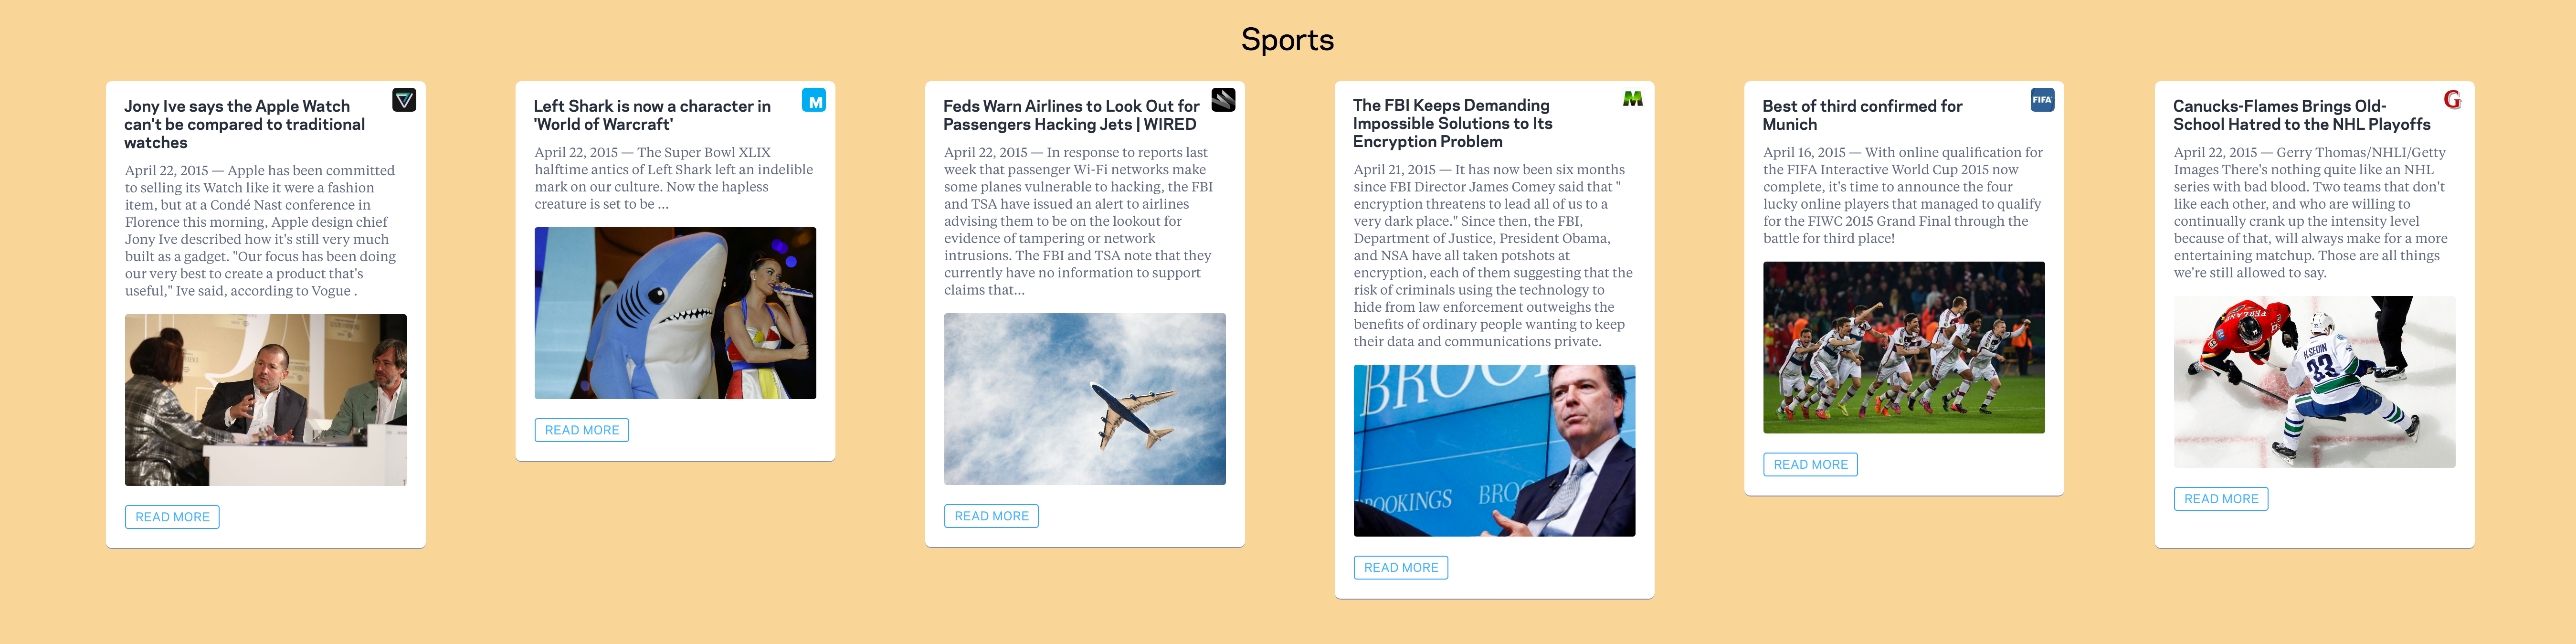 Sports
Jony Ive says the Apple Watch
can't be compared to traditional
watches
April 22, 2015 — Apple has been committed
to selling its Watch like it were a fashion
item, but at a Condé Nast conference in
Florence this morning, Apple design chief
Jony Ive described how it's still very much
built as a gadget. "Our focus has been doing
our very best to create a product that's
useful," Ive said, according to Vogue .
READ MORE
M
Left Shark is now a character in
'World of Warcraft'
April 22, 2015 — The Super Bowl XLIX
halftime antics of Left Shark left an indelible
mark on our culture. Now the hapless
creature is set to be ...
READ MORE
Feds Warn Airlines to Look Out for
Passengers Hacking Jets | WIRED
April 22, 2015 — In response to reports last
week that passenger Wi-Fi networks make
some planes vulnerable to hacking, the FBI
and TSA have issued an alert to airlines
advising them to be on the lookout for
evidence of tampering or network
intrusions. The FBI and TSA note that they
currently have no information to support
claims that...
READ MORE
M
The FBI Keeps Demanding
Impossible Solutions to Its
Encryption Problem
April 21, 2015 — It has now been six months
since FBI Director James Comey said that "
encryption threatens to lead all of us to a
very dark place." Since then, the FBI,
Department of Justice, President Obama,
and NSA have all taken potshots at
encryption, each of them suggesting that the
risk of criminals using the technology to
hide from law enforcement outweighs the
benefits of ordinary people wanting to keep
their data and communications private.
BROO
ROOKINGS BRO
READ MORE
FIFA
Best of third confirmed for
Munich
April 16, 2015 — With online qualification for
the FIFA Interactive World Cup 2015 now
complete, it's time to announce the four
lucky online players that managed to qualify
for the FIWC 2015 Grand Final through the
battle for third place!
READ MORE
G
Canucks-Flames Brings Old-
School Hatred to the NHL Playoffs
April 22, 2015 — Gerry Thomas/NHLI/Getty
Images There's nothing quite like an NHL
series with bad blood. Two teams that don't
like each other, and who are willing to
continually crank up the intensity level
because of that, will always make for a more
entertaining matchup. Those are all things
we're still allowed to say.
FERLAND
H.SEDIN
33
READ MORE